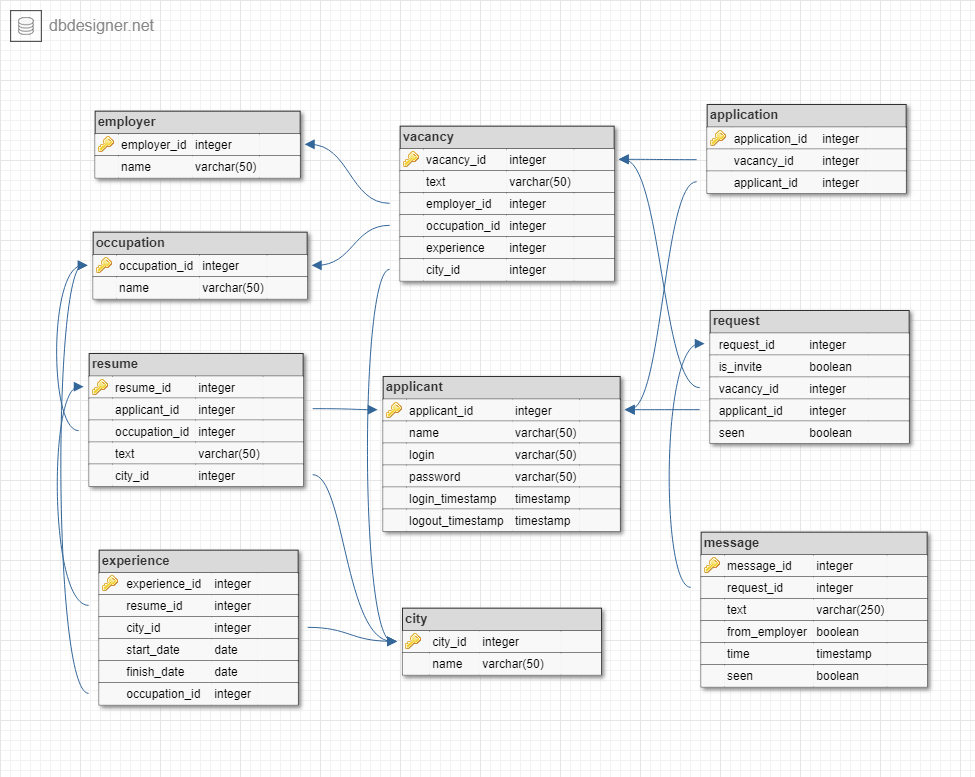 dbdesigner.net
employer
employer_id integer
name varchar(50)
occupation
occupation_id integer
name varchar(50)
resume
resume_id integer
applicant_id integer
occupation_id integer
text varchar(50)
city_id integer
experience
experience_id integer
resume_id integer
city_id integer
start_date date
finish_date date
occupation_id integer
vacancy
vacancy_id integer
text varchar(50)
employer_id integer
occupation_id integer
experience integer
city_id integer
applicant
applicant_id integer
name varchar(50)
login varchar(50)
password varchar(50)
login_timestamp timestamp
logout_timestamp timestamp
city
city_id integer
name varchar(50)
application
application_id integer
vacancy_id integer
applicant_id integer
request
request_id integer
is_invite boolean
vacancy_id integer
applicant_id integer
seen boolean
message
message_id integer
request_id integer
text varchar(250)
from_employer boolean
time timestamp
seen boolean